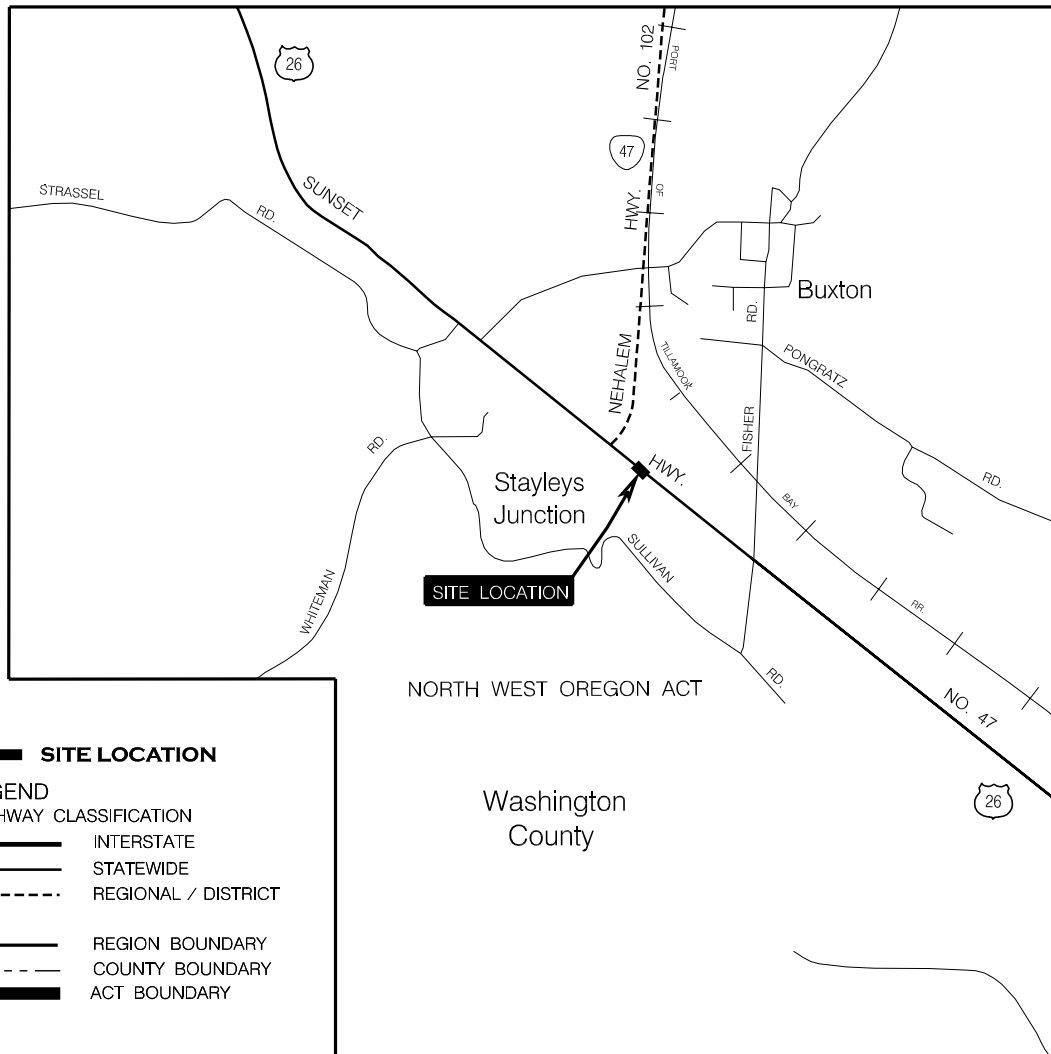 26
NO. 102
PORT
47
OF
HWY.
STRASSEL
RD.
SUNSET
Buxton
RD.
NEHALEM
TILLAMOOK
PONGRATZ
FISHER
RD.
HWY.
RD.
Stayleys
Junction
BAY
SULLIVAN
SITE LOCATION
WHITEMAN
RR.
RD.
NORTH WEST OREGON ACT
NO. 47
26
Washington
County
SITE LOCATION
GEND
HWAY CLASSIFICATION
INTERSTATE
STATEWIDE
REGIONAL / DISTRICT
REGION BOUNDARY
COUNTY BOUNDARY
ACT BOUNDARY